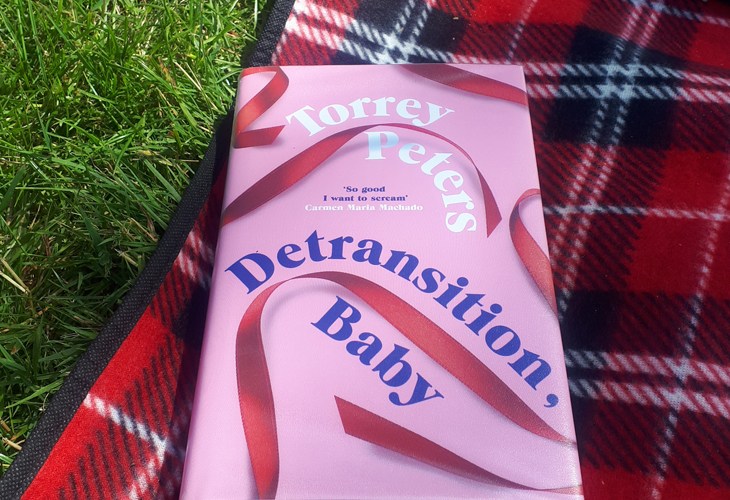 Torrey
Peters
'So good
I want to scream'
Carmen Maria Machado
Detransition,
Baby